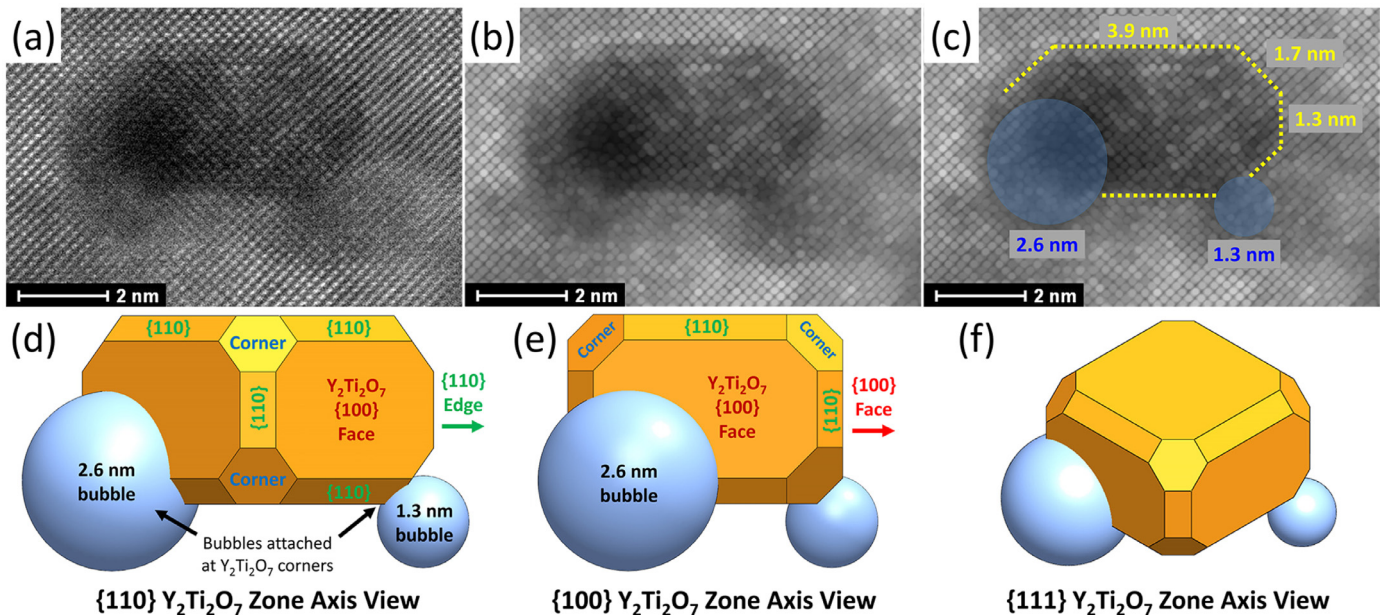 (a)
2 nm
(b)
2 nm
(c)
3.9 nm
1.7 nm
1.3 nm
2.6 nm
1.3 nm
2 nm
(d)
{110}
{110}
Corner
Y₂Ti₂O₇
{100}
Face
{110}
{110}
Edge
2.6 nm
bubble
Corner
{110}
1.3 nm
bubble
Bubbles attached
at Y₂Ti₂O₇ corners
{110} Y₂Ti₂O₇ Zone Axis View
(e)
Corner
{110}
Corner
Y₂Ti₂O₇
{100}
Face
{110}
{100}
Face
2.6 nm
bubble
{100} Y₂Ti₂O₇ Zone Axis View
(f)
{111} Y₂Ti₂O₇ Zone Axis View